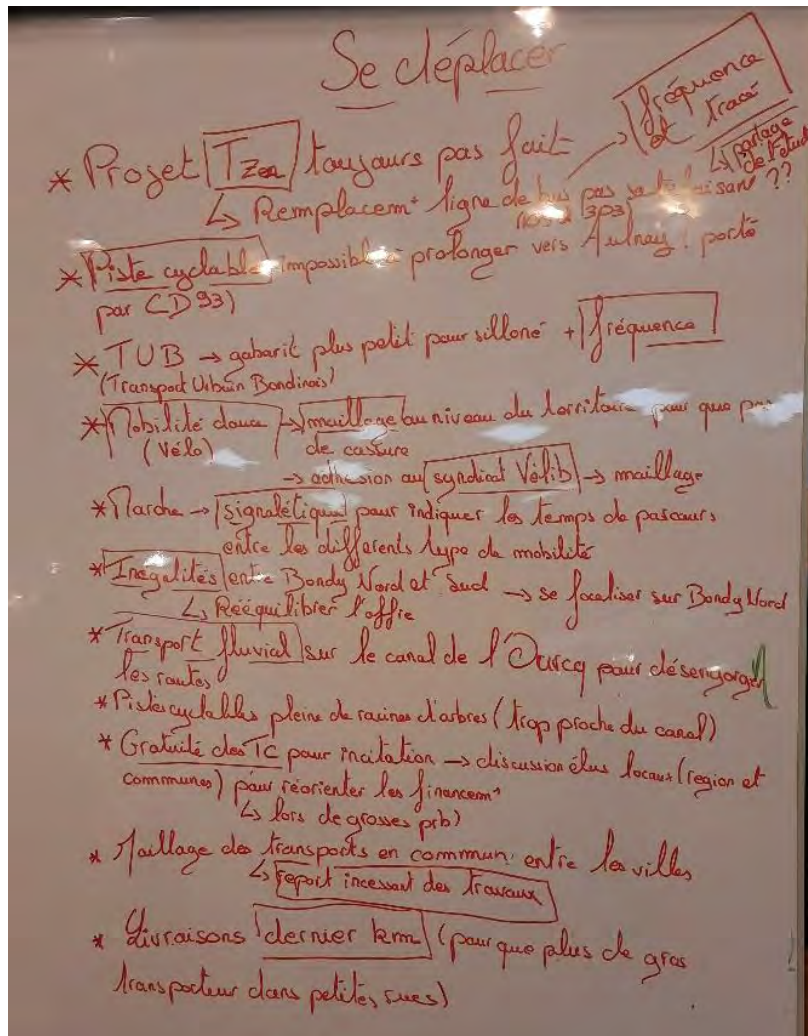 Se déplacer
* Projet Tzen toujours pas fait
→ fréquence et tracé
↳ partage de l'étude
↳ Remplacemt ligne de bus pas satisfaisant ??
303
* Piste cyclable impossible à prolonger vers Aulnay porté
par CD 93)
* TUB → gabarit plus petit pour silloné + fréquence
(Transport Urbain Bondinois)
* Mobilité douce → maillage au niveau du territoire pour que pas
(Vélo) de cassure
→ adhésion au syndicat Vélib → maillage
* Marche → signalétique pour indiquer les temps de parcours
entre les différents type de mobilité
* Inégalités entre Bondy Nord et Sud → se focaliser sur Bondy Nord
↳ Rééquilibrer l'offre
* Transport fluvial sur le canal de l'Ourcq pour désengorger
les routes
* Pistes cyclables pleine de racines d'arbres (trop proche du canal)
* Gratuité des TC pour incitation → discussion élus locaux (region et
communes) pour réorienter les financemt
↳ lors de grosses prb)
* Maillage des transports en commun entre les villes
↳ report incessant des travaux
* Livraisons dernier km (pour que plus de gros
transporteur dans petites rues)